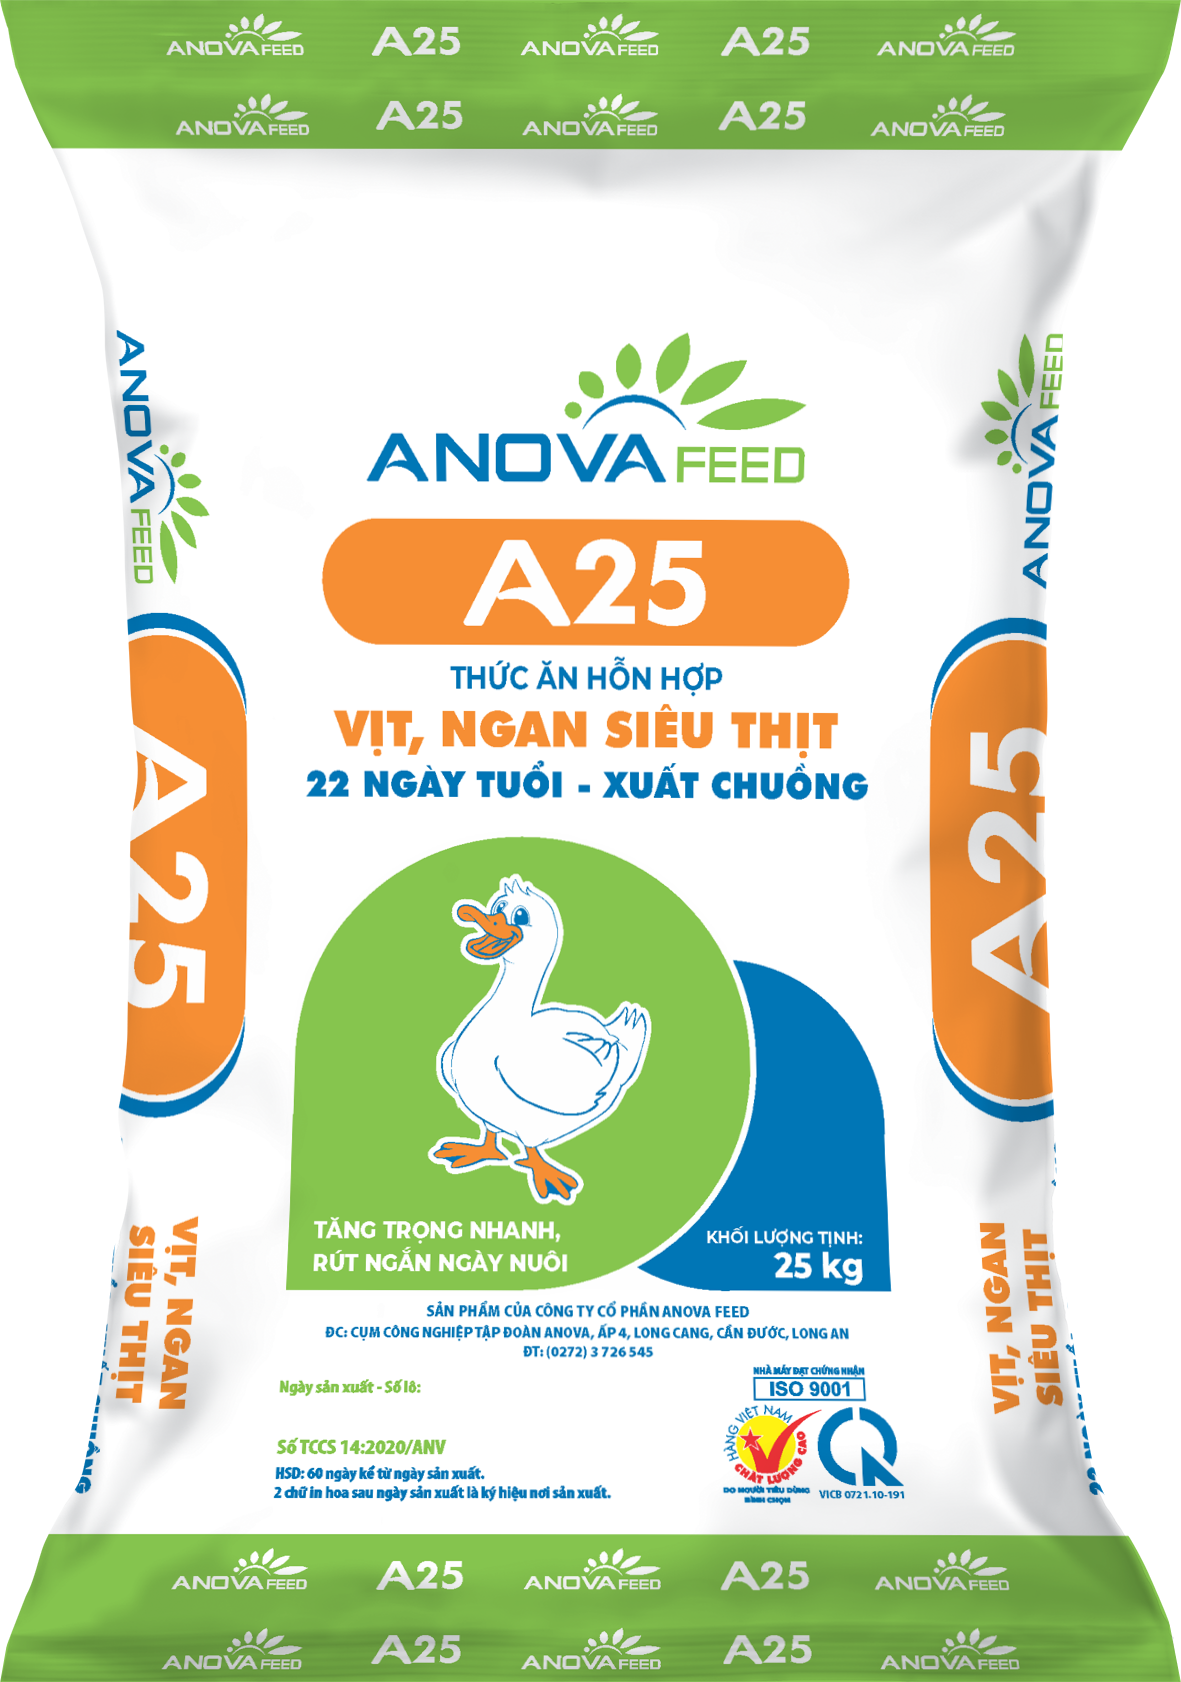 ANOVA FEED A25 ANOVA FEED A25 ANOVA FEED
ANOVA FEED A25 ANOVA FEED A25 ANOVA FEED
ANOVA FEED
A25
THỨC ĂN HỖN HỢP
VỊT, NGAN SIÊU THỊT
22 NGÀY TUỔI - XUẤT CHUỒNG
ANOVA FEED
A25
VỊT, NGAN
SIÊU THỊT
ANOVA FEED
A25
VỊT, NGAN
SIÊU THỊT
TĂNG TRỌNG NHANH,
RÚT NGẮN NGÀY NUÔI
KHỐI LƯỢNG TỊNH:
25 kg
SẢN PHẨM CỦA CÔNG TY CỔ PHẦN ANOVA FEED
ĐC: CỤM CÔNG NGHIỆP TẬP ĐOÀN ANOVA, ẤP 4, LONG CANG, CẦN ĐƯỚC, LONG AN
ĐT: (0272) 3 726 545
Ngày sản xuất - Số lô:
Số TCCS 14:2020/ANV
HSD: 60 ngày kể từ ngày sản xuất.
2 chữ in hoa sau ngày sản xuất là ký hiệu nơi sản xuất.
NHÀ MÁY ĐẠT CHỨNG NHẬN
ISO 9001
HÀNG VIỆT NAM
CHẤT LƯỢNG CAO
DO NGƯỜI TIÊU DÙNG
BÌNH CHỌN
VICB 0721.10-191
ANOVA FEED A25 ANOVA FEED A25 ANOVA FEED
ANOVA FEED A25 ANOVA FEED A25 ANOVA FEED